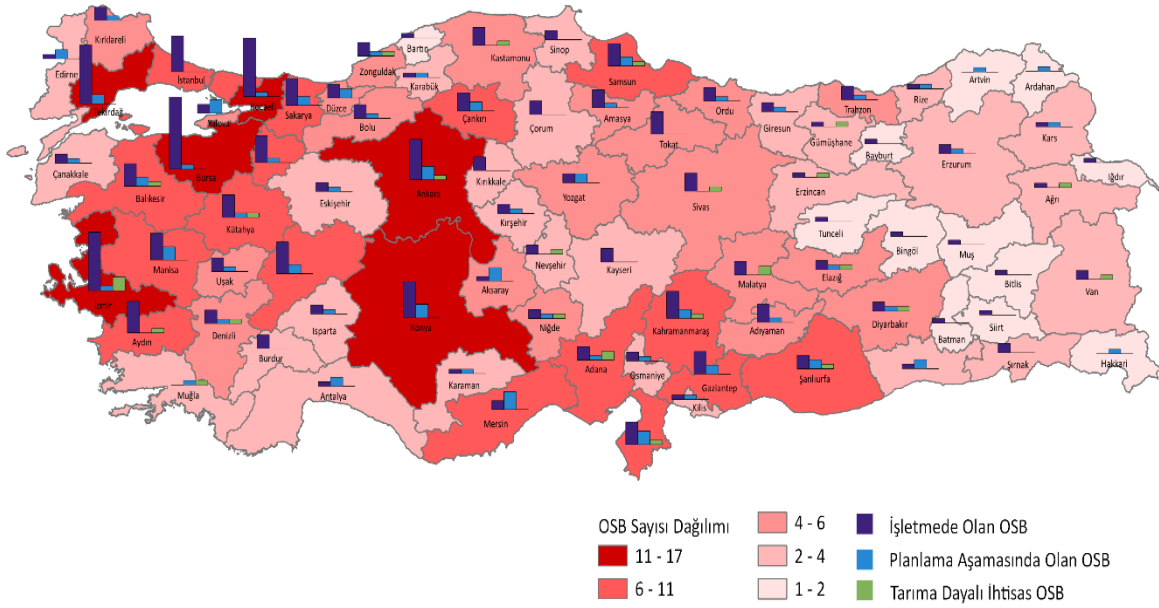 Kırklareli
Edirne
Tekirdağ
İstanbul
Kocaeli
Yalova
Sakarya
Düzce
Zonguldak
Bartın
Karabük
Kastamonu
Sinop
Samsun
Bolu
Çankırı
Çorum
Amasya
Ordu
Tokat
Giresun
Trabzon
Rize
Artvin
Ardahan
Gümüşhane
Bayburt
Erzurum
Kars
Iğdır
Ağrı
Çanakkale
Balıkesir
Bursa
Kütahya
Eskişehir
Ankara
Kırıkkale
Kırşehir
Yozgat
Sivas
Erzincan
Tunceli
Bingöl
Muş
Bitlis
Van
Manisa
İzmir
Uşak
Aydın
Denizli
Isparta
Burdur
Muğla
Antalya
Konya
Aksaray
Nevşehir
Kayseri
Niğde
Malatya
Elazığ
Adıyaman
Kahramanmaraş
Diyarbakır
Batman
Siirt
Şırnak
Hakkari
Karaman
Mersin
Adana
Osmaniye
Gaziantep
Kilis
Şanlıurfa
OSB Sayısı Dağılımı
11 - 17
6 - 11
4 - 6
2 - 4
1 - 2
İşletmede Olan OSB
Planlama Aşamasında Olan OSB
Tarıma Dayalı İhtisas OSB